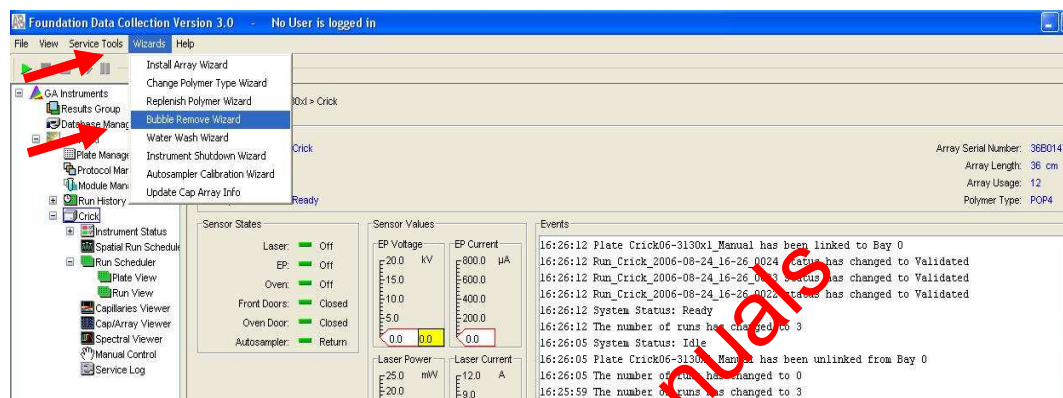 Foundation Data Collection Version 3.0 - No User is logged in
File View Service Tools Wizards Help
Install Array Wizard
Change Polymer Type Wizard
Replenish Polymer Wizard
Bubble Remove Wizard
Water Wash Wizard
Instrument Shutdown Wizard
Autosampler Calibration Wizard
Update Cap Array Info
GA Instruments
Results Group
Database Manag
Plate Manage
Protocol Mar
Module Man
Run History
Crick
Instrument Status
Spatial Run Schedule
Run Scheduler
Plate View
Run View
Capillaries Viewer
Cap/Array Viewer
Spectral Viewer
Manual Control
Service Log
> Crick
Crick
Ready
Array Serial Number: 36B014
Array Length: 36 cm
Array Usage: 12
Polymer Type: POP4
Sensor States
Laser: Off
EP: Off
Oven: Off
Front Doors: Closed
Oven Door: Closed
Autosampler: Return
Sensor Values
EP Voltage
20.0 kV
15.0
10.0
5.0
0.0 0.0
EP Current
800.0 µA
600.0
400.0
200.0
0.0
Laser Power
25.0 mW
20.0
Laser Current
12.0 A
9.0
Events
16:26:12 Plate Crick06-3130xl_Manual has been linked to Bay 0
16:26:12 Run_Crick_2006-08-24_16-26_0024 status has changed to Validated
16:26:12 Run_Crick_2006-08-24_16-26_0023 status has changed to Validated
16:26:12 Run_Crick_2006-08-24_16-26_0022 status has changed to Validated
16:26:12 System Status: Ready
16:26:12 The number of runs has changed to 3
16:26:05 System Status: Idle
16:26:05 Plate Crick06-3130xl_Manual has been unlinked from Bay 0
16:26:05 The number of runs has changed to 0
16:25:59 The number of runs has changed to 3
nuals